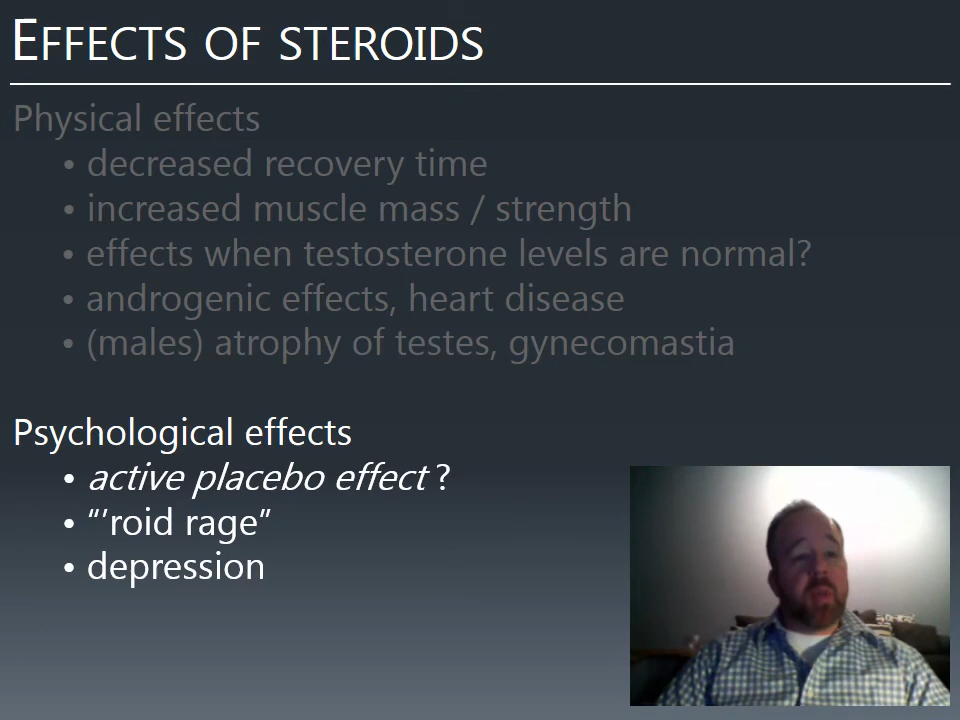 EFFECTS OF STEROIDS
Physical effects
• decreased recovery time
• increased muscle mass / strength
• effects when testosterone levels are normal?
• androgenic effects, heart disease
• (males) atrophy of testes, gynecomastia
Psychological effects
• active placebo effect ?
• “’roid rage”
• depression